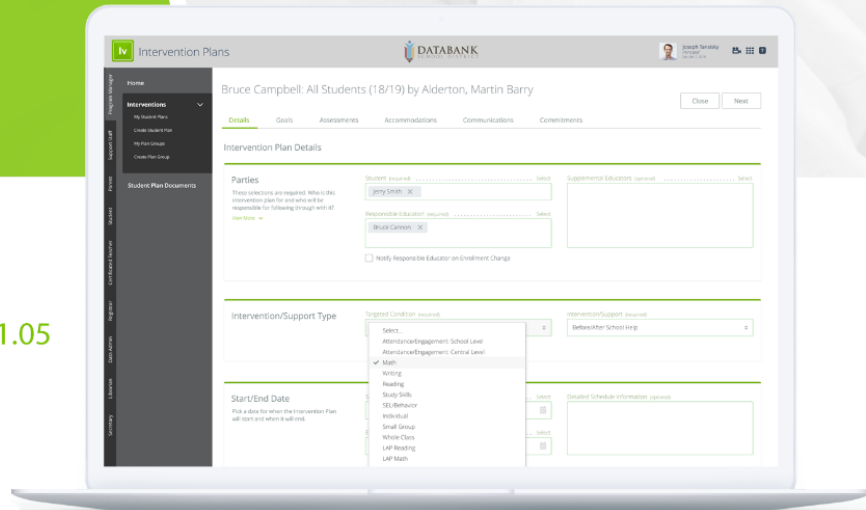 lv Intervention Plans
DATABANK
SCHOOL DISTRICT
Joseph Tansley
Program Manager
Support Staff
Parent
Student
Certificated Teacher
Registrar
Data Admin
Librarian
Secretary
Home
Interventions
My Student Plans
Create Student Plan
My Plan Groups
Create Plan Group
Student Plan Documents
Bruce Campbell: All Students (18/19) by Alderton, Martin Barry
Close Next
Details Goals Assessments Accommodations Communications Commitments
Intervention Plan Details
Parties
These selections are required. Who is this
intervention plan for and who will be
responsible for following through with it?
View More
Student (required) Select
Jerry Smith X
Responsible Educator (required) Select
Bruce Cannon X
Notify Responsible Educator on Enrollment Change
Supplemental Educators (optional) Select
1.05
Intervention/Support Type
Targeted Condition (required)
Select...
Attendance/Engagement: School Level
Attendance/Engagement: Central Level
✓ Math
Writing
Reading
Study Skills
SEL/Behavior
Individual
Small Group
Whole Class
LAP Reading
LAP Math
Intervention/Support (required)
Before/After School Help
Start/End Date
Pick a date for when the Intervention Plan
will start and when it will end.
Select
Select
Detailed Schedule Information (optional)